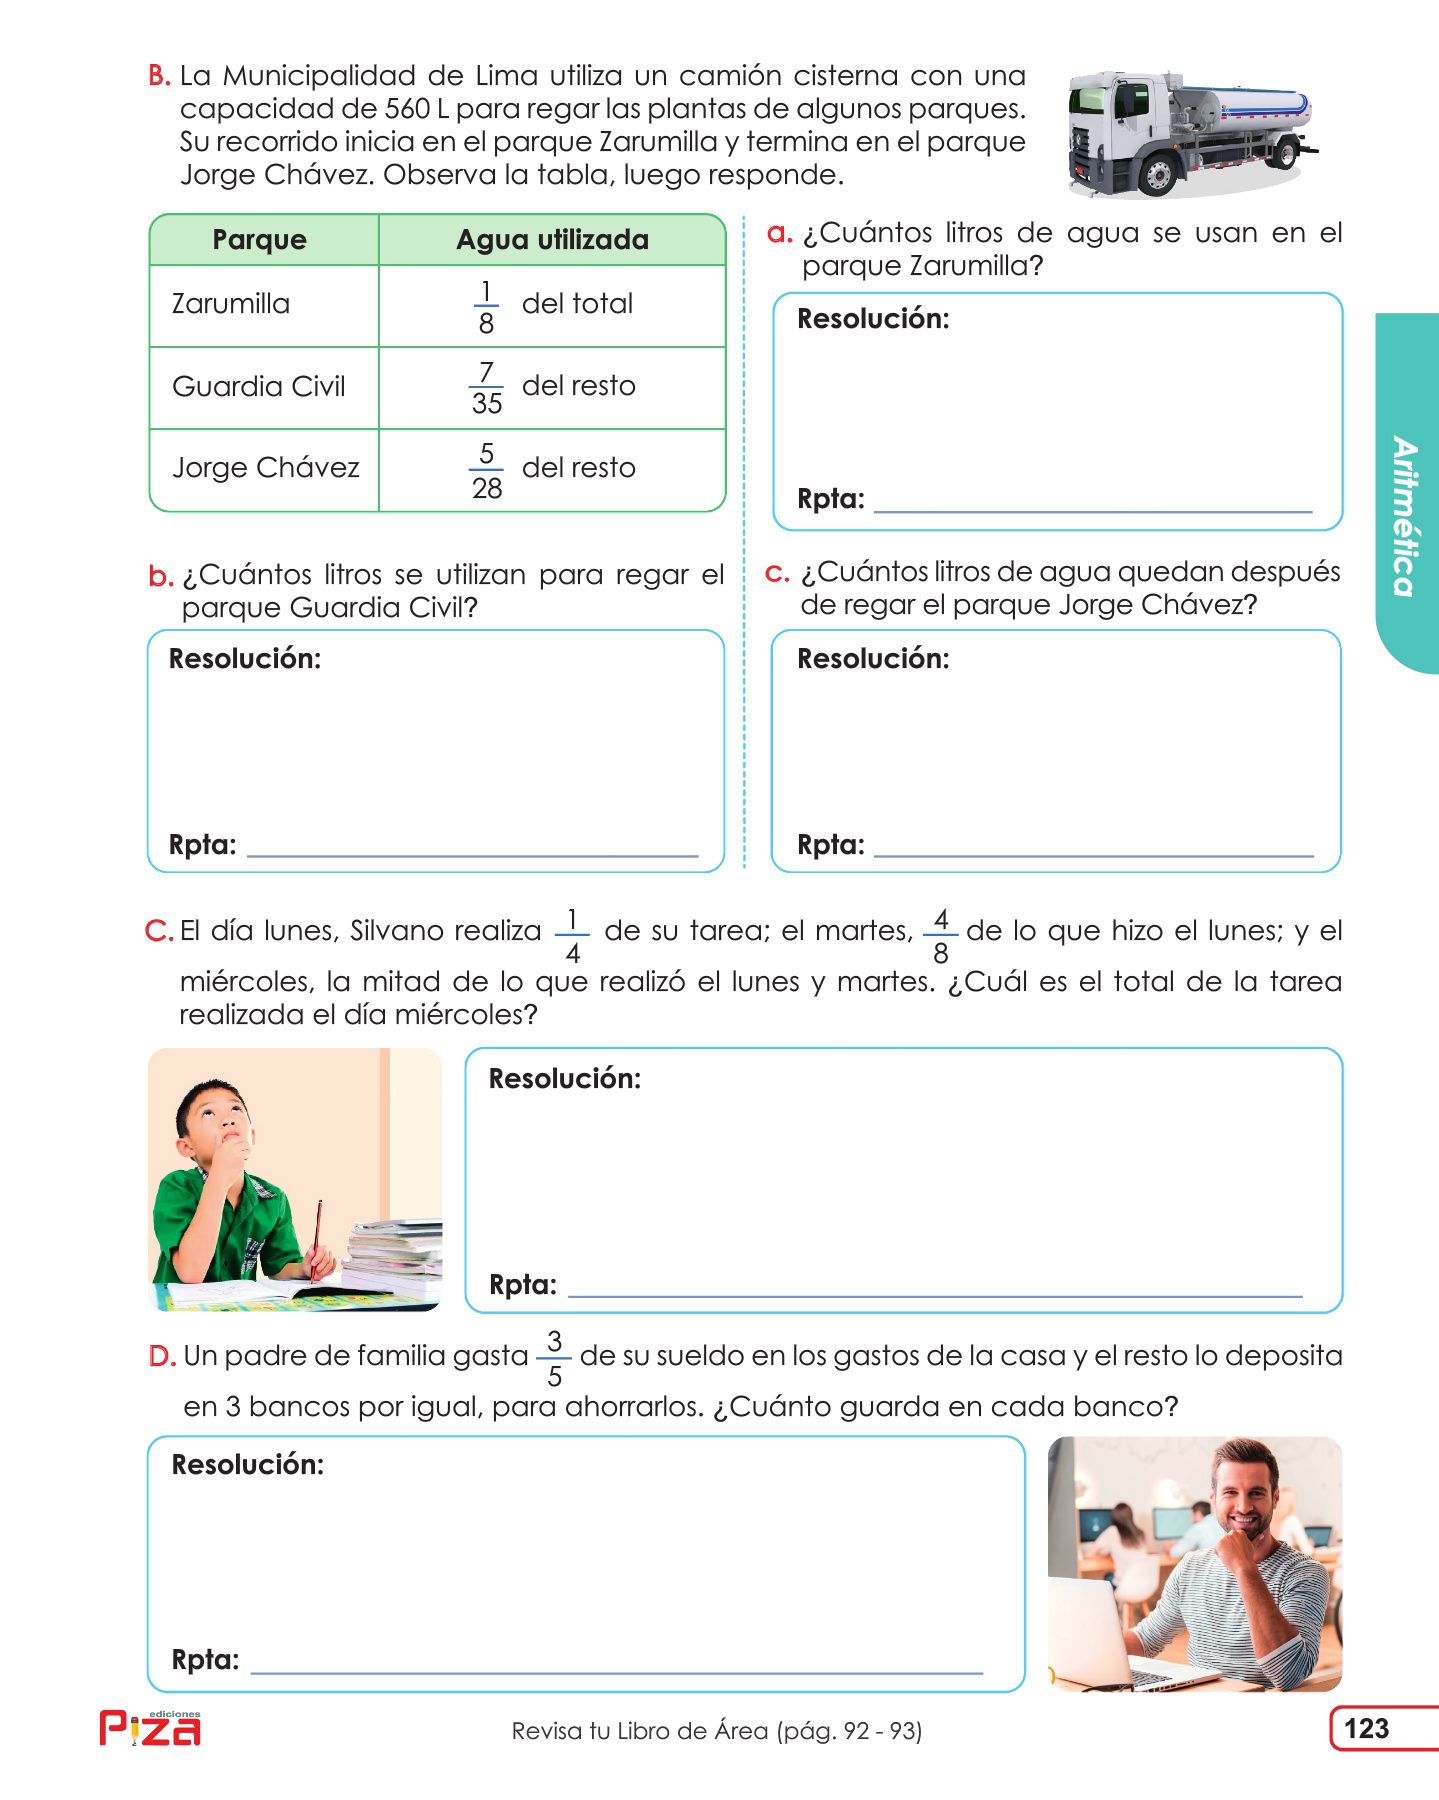 B. La Municipalidad de Lima utiliza un camión cisterna con una
capacidad de 560 L para regar las plantas de algunos parques.
Su recorrido inicia en el parque Zarumilla y termina en el parque
Jorge Chávez. Observa la tabla, luego responde.
Parque Agua utilizada
Zarumilla 1/8 del total
Guardia Civil 7/35 del resto
Jorge Chávez 5/28 del resto
a. ¿Cuántos litros de agua se usan en el
parque Zarumilla?
Resolución:
Rpta:
b. ¿Cuántos litros se utilizan para regar el
parque Guardia Civil?
Resolución:
Rpta:
c. ¿Cuántos litros de agua quedan después
de regar el parque Jorge Chávez?
Resolución:
Rpta:
Aritmética
C. El día lunes, Silvano realiza 1/4 de su tarea; el martes, 4/8 de lo que hizo el lunes; y el
miércoles, la mitad de lo que realizó el lunes y martes. ¿Cuál es el total de la tarea
realizada el día miércoles?
Resolución:
Rpta:
D. Un padre de familia gasta 3/5 de su sueldo en los gastos de la casa y el resto lo deposita
en 3 bancos por igual, para ahorrarlos. ¿Cuánto guarda en cada banco?
Resolución:
Rpta:
ediciones
Piza
Revisa tu Libro de Área (pág. 92 - 93)
123